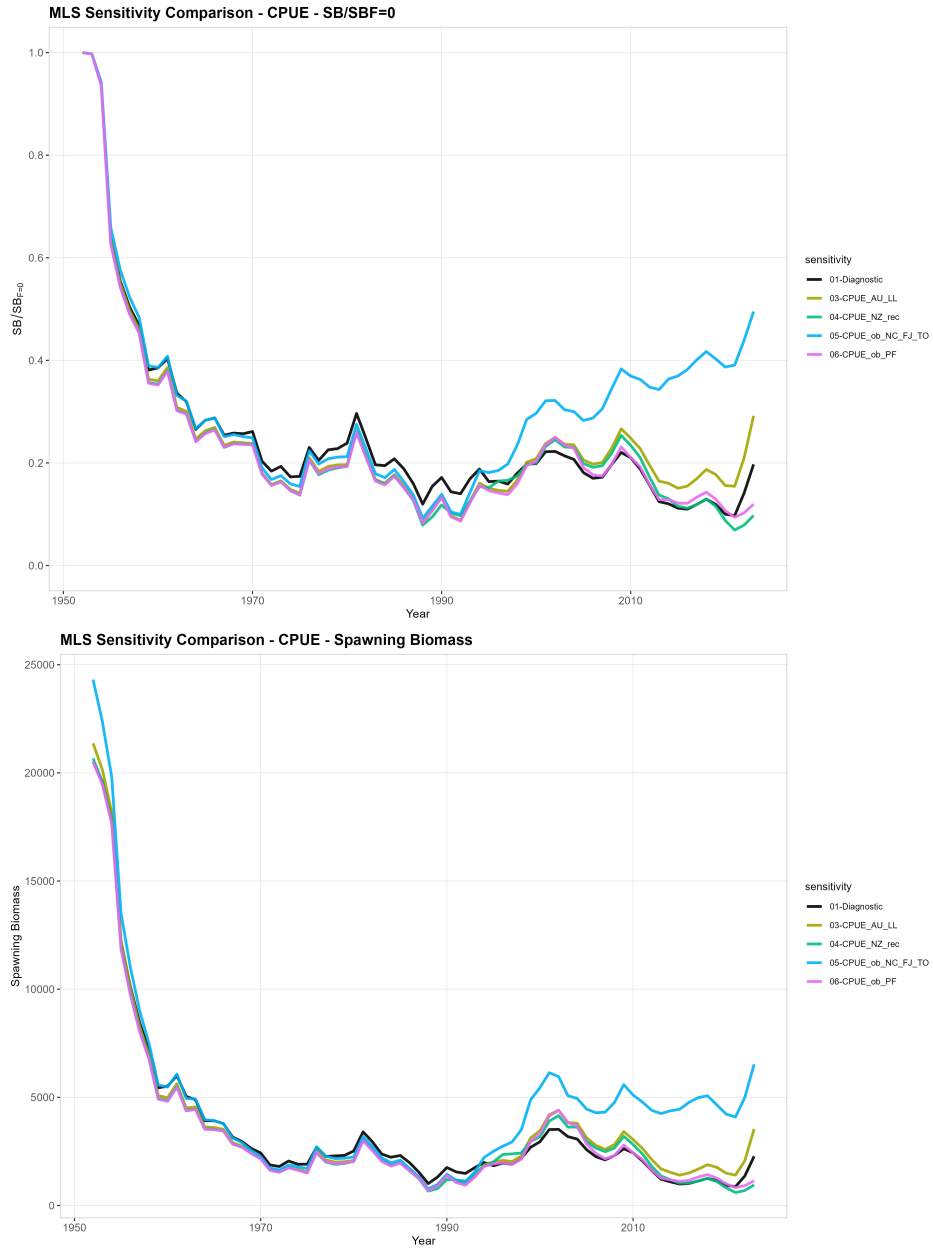 MLS Sensitivity Comparison - CPUE - SB/SBF=0
1.0
0.8
0.6
0.4
0.2
0.0
SB/SBF=0
1950
1970
1990
2010
Year
sensitivity
01-Diagnostic
03-CPUE_AU_LL
04-CPUE_NZ_rec
05-CPUE_ob_NC_FJ_TO
06-CPUE_ob_PF
MLS Sensitivity Comparison - CPUE - Spawning Biomass
25000
20000
15000
10000
5000
0
Spawning Biomass
1950
1970
1990
2010
Year
sensitivity
01-Diagnostic
03-CPUE_AU_LL
04-CPUE_NZ_rec
05-CPUE_ob_NC_FJ_TO
06-CPUE_ob_PF